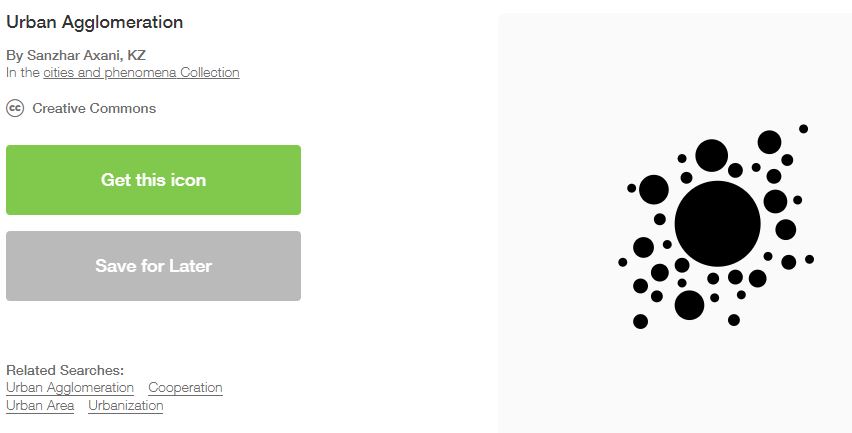 Urban Agglomeration
By Sanzhar Axani, KZ
In the cities and phenomena Collection
cc Creative Commons
Get this icon
Save for Later
Related Searches:
Urban Agglomeration Cooperation
Urban Area Urbanization